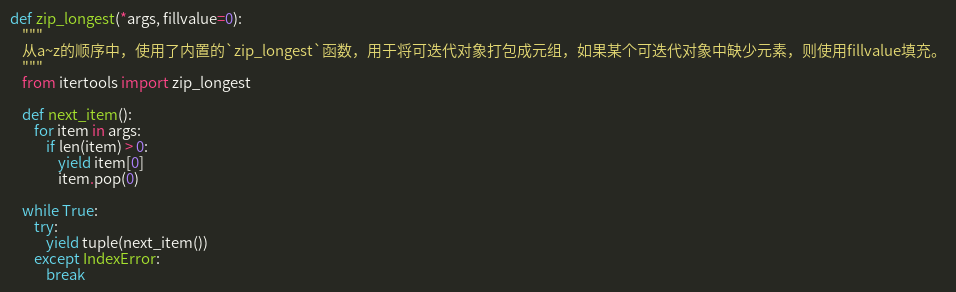 def zip_longest(*args, fillvalue=0):
"""
从a~z的顺序中，使用了内置的`zip_longest`函数，用于将可迭代对象打包成元组，如果某个可迭代对象中缺少元素，则使用fillvalue填充。
"""
from itertools import zip_longest
def next_item():
for item in args:
if len(item) > 0:
yield item[0]
item.pop(0)
while True:
try:
yield tuple(next_item())
except IndexError:
break